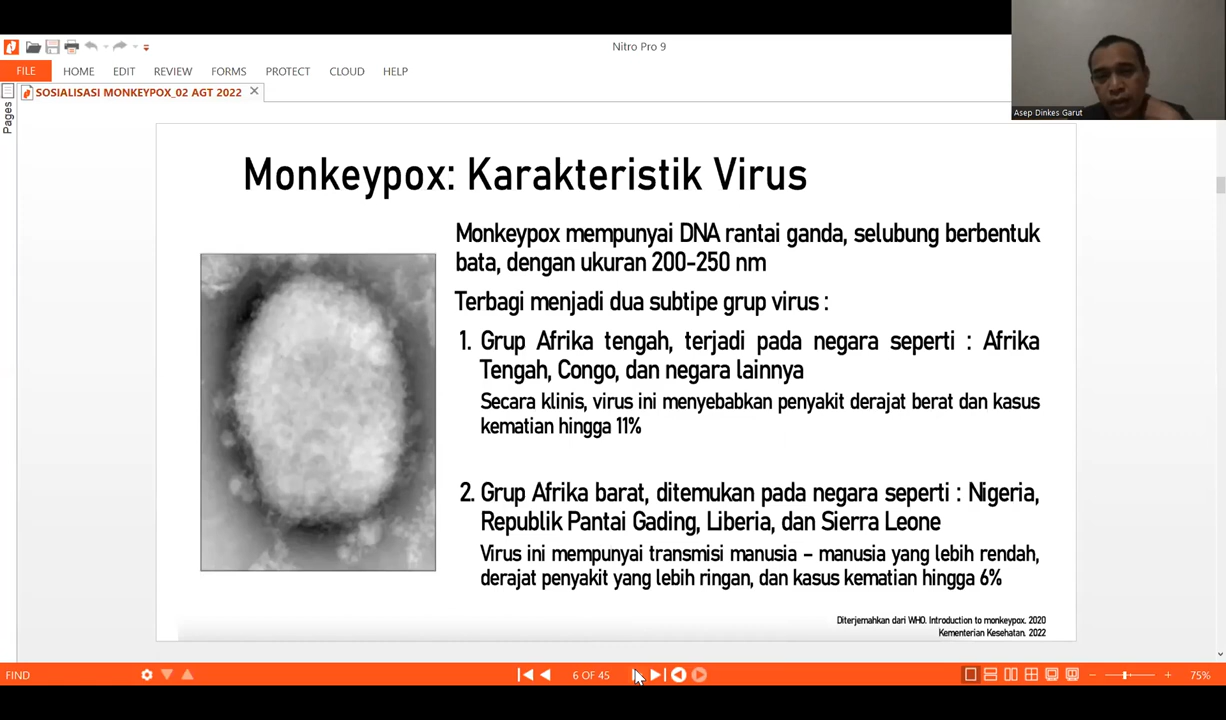 Nitro Pro 9
FILE HOME EDIT REVIEW FORMS PROTECT CLOUD HELP
SOSIALISASI MONKEYPOX_02 AGT 2022
Asep Dinkes Garut
Pages
Monkeypox: Karakteristik Virus
Monkeypox mempunyai DNA rantai ganda, selubung berbentuk
bata, dengan ukuran 200-250 nm
Terbagi menjadi dua subtipe grup virus :
1. Grup Afrika tengah, terjadi pada negara seperti : Afrika
Tengah, Congo, dan negara lainnya
Secara klinis, virus ini menyebabkan penyakit derajat berat dan kasus
kematian hingga 11%
2. Grup Afrika barat, ditemukan pada negara seperti : Nigeria,
Republik Pantai Gading, Liberia, dan Sierra Leone
Virus ini mempunyai transmisi manusia – manusia yang lebih rendah,
derajat penyakit yang lebih ringan, dan kasus kematian hingga 6%
Diterjemahkan dari WHO. Introduction to monkeypox. 2020
Kementerian Kesehatan. 2022
FIND 6 OF 45 75%